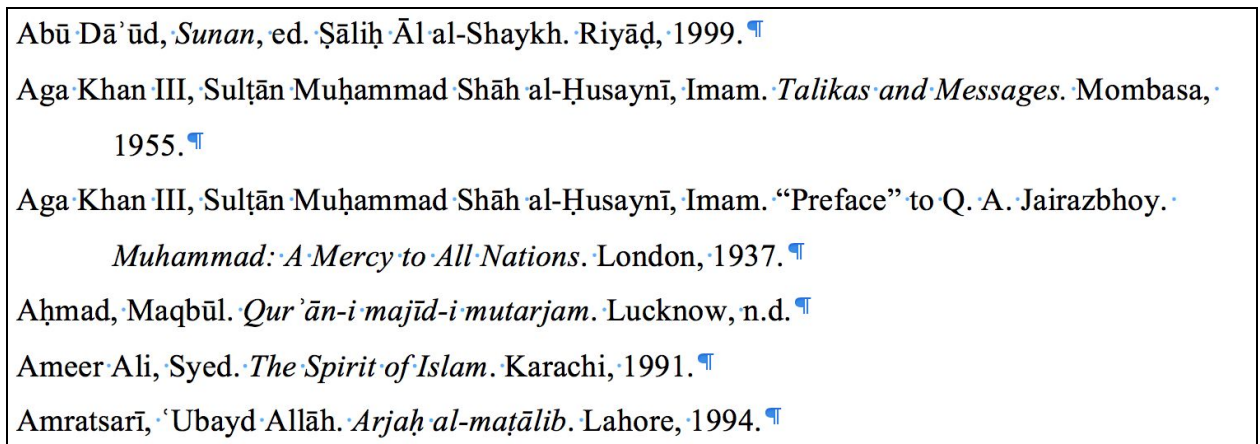 Abū Dāʾūd, Sunan, ed. Ṣāliḥ Āl al-Shaykh. Riyāḍ, 1999.¶
Aga Khan III, Sulṭān Muḥammad Shāh al-Ḥusaynī, Imam. Talikas and Messages. Mombasa,
1955.¶
Aga Khan III, Sulṭān Muḥammad Shāh al-Ḥusaynī, Imam. “Preface” to Q. A. Jairazbhoy.
Muhammad: A Mercy to All Nations. London, 1937.¶
Aḥmad, Maqbūl. Qurʾān-i majīd-i mutarjam. Lucknow, n.d.¶
Ameer Ali, Syed. The Spirit of Islam. Karachi, 1991.¶
Amratsarī, ʿUbayd Allāh. Arjaḥ al-maṭālib. Lahore, 1994.¶